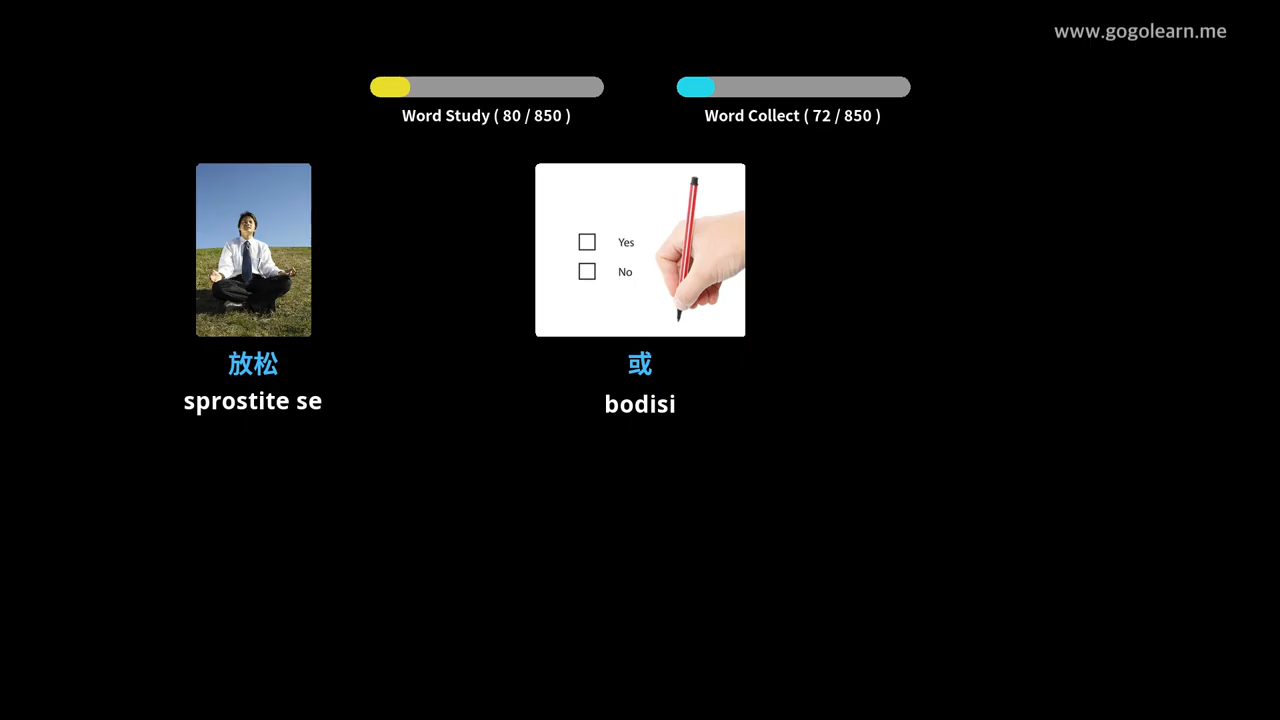 www.gogolearn.me
Word Study ( 80 / 850 )
Word Collect ( 72 / 850 )
Yes
No
放松
或
sprostite se
bodisi